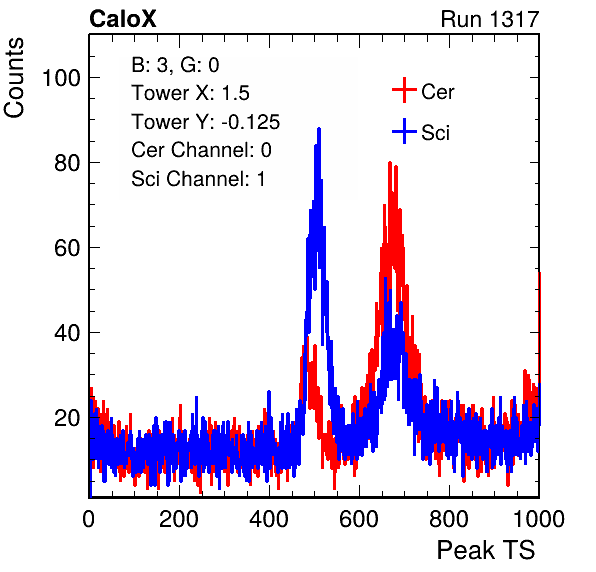 CaloX Run 1317
Counts
B: 3, G: 0
Tower X: 1.5
Tower Y: -0.125
Cer Channel: 0
Sci Channel: 1
Cer
Sci
100
80
60
40
20
0 200 400 600 800 1000
Peak TS